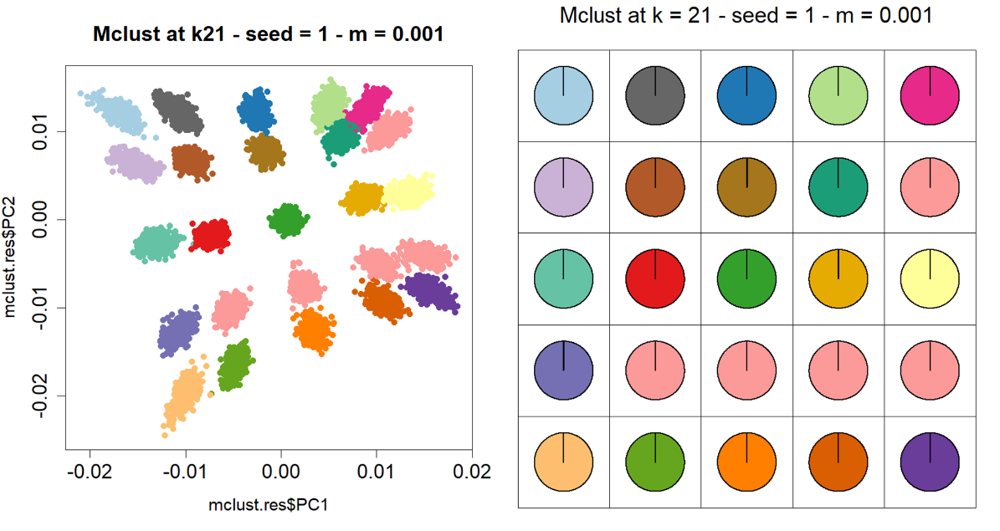 Mclust at k21 - seed = 1 - m = 0.001
mclust.res$PC2
0.01
0.00
-0.01
-0.02
-0.02
-0.01
0.00
0.01
0.02
mclust.res$PC1
Mclust at k = 21 - seed = 1 - m = 0.001